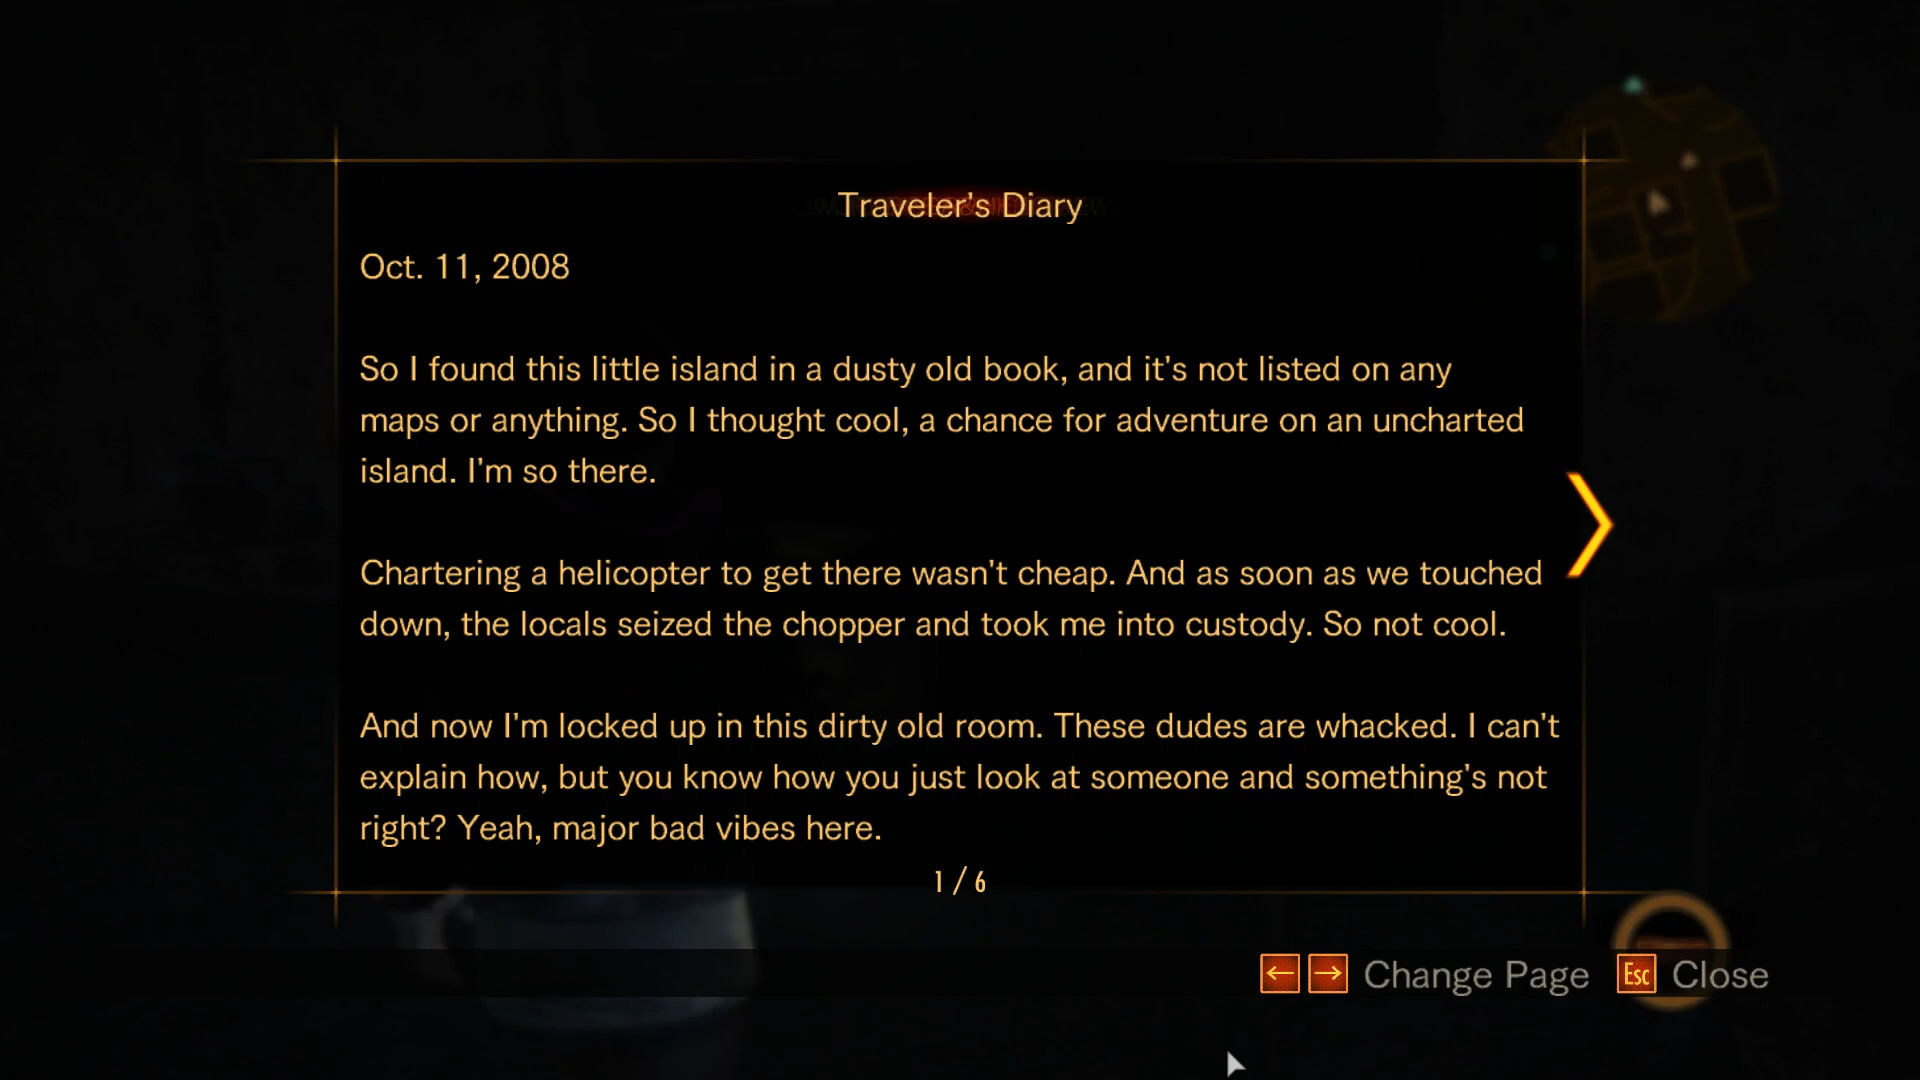 Traveler's Diary
Oct. 11, 2008
So I found this little island in a dusty old book, and it's not listed on any
maps or anything. So I thought cool, a chance for adventure on an uncharted
island. I'm so there.
Chartering a helicopter to get there wasn't cheap. And as soon as we touched
down, the locals seized the chopper and took me into custody. So not cool.
And now I'm locked up in this dirty old room. These dudes are whacked. I can't
explain how, but you know how you just look at someone and something's not
right? Yeah, major bad vibes here.
1 / 6
← → Change Page Esc Close